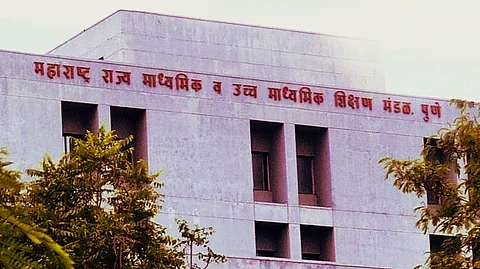 महाराष्ट्र राज्य माध्यमिक व उच्च माध्यमिक शिक्षण मंडळ, पुणे